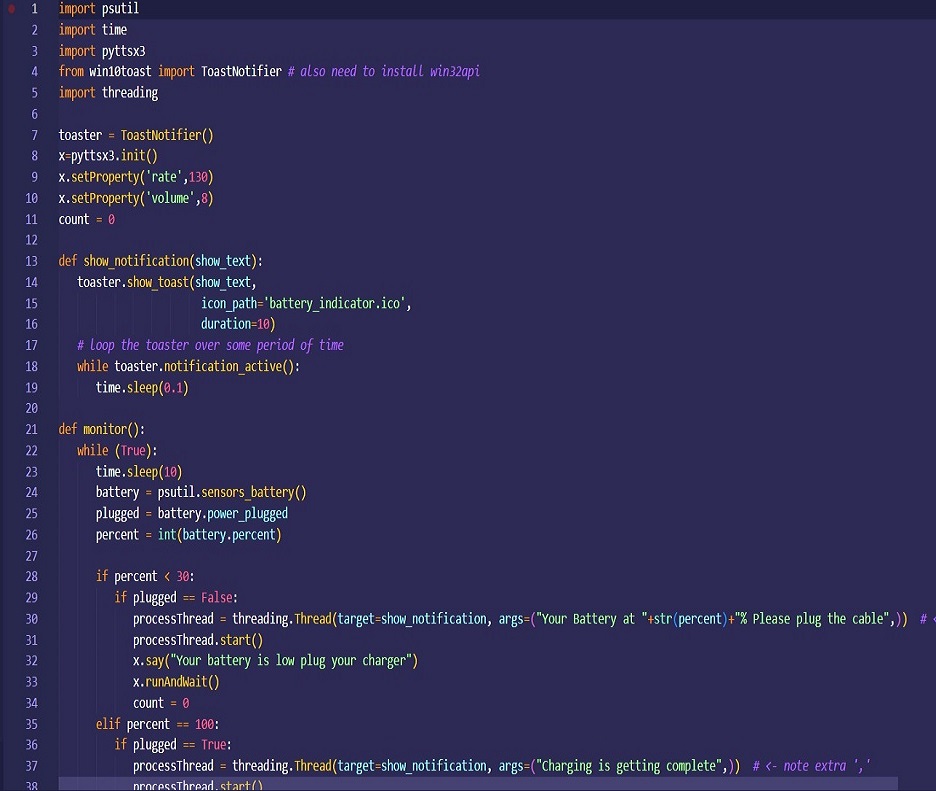 1 import psutil
2 import time
3 import pyttsx3
4 from win10toast import ToastNotifier # also need to install win32api
5 import threading
6
7 toaster = ToastNotifier()
8 x=pyttsx3.init()
9 x.setProperty('rate',130)
10 x.setProperty('volume',8)
11 count = 0
12
13 def show_notification(show_text):
14 toaster.show_toast(show_text,
15 icon_path='battery_indicator.ico',
16 duration=10)
17 # loop the toaster over some period of time
18 while toaster.notification_active():
19 time.sleep(0.1)
20
21 def monitor():
22 while (True):
23 time.sleep(10)
24 battery = psutil.sensors_battery()
25 plugged = battery.power_plugged
26 percent = int(battery.percent)
27
28 if percent < 30:
29 if plugged == False:
30 processThread = threading.Thread(target=show_notification, args=("Your Battery at "+str(percent)+"% Please plug the cable",)) # <
31 processThread.start()
32 x.say("Your battery is low plug your charger")
33 x.runAndWait()
34 count = 0
35 elif percent == 100:
36 if plugged == True:
37 processThread = threading.Thread(target=show_notification, args=("Charging is getting complete",)) # <- note extra ','
38 processThread.start()